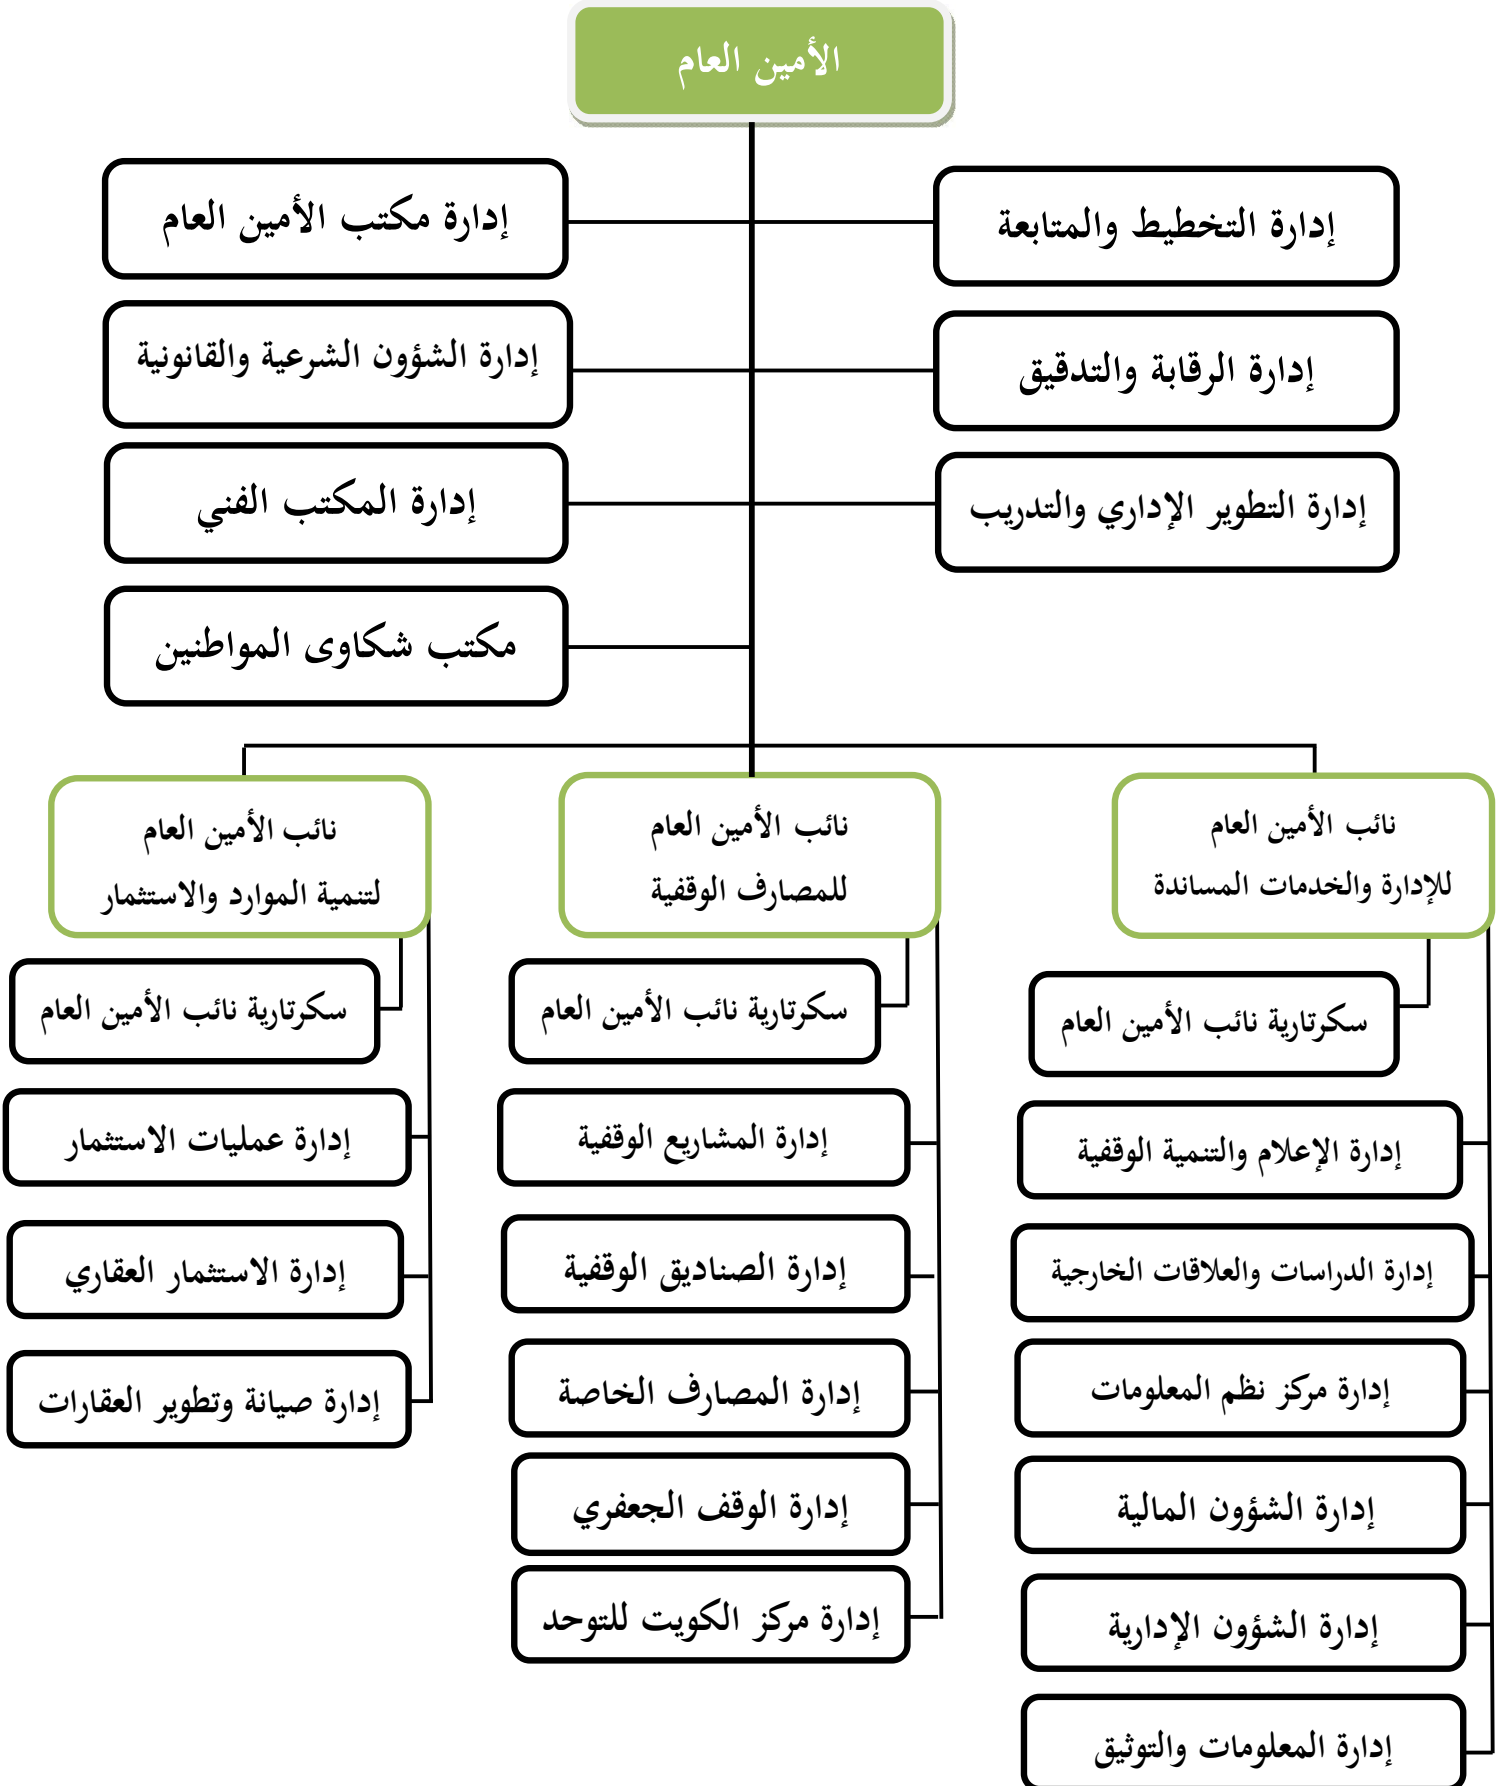 الأمين العام
إدارة التخطيط والمتابعة
إدارة مكتب الأمين العام
إدارة الرقابة والتدقيق
إدارة الشؤون الشرعية والقانونية
إدارة التطوير الإداري والتدريب
إدارة المكتب الفني
مكتب شكاوى المواطنين
نائب الأمين العام
للإدارة والخدمات المساندة
سكرتارية نائب الأمين العام
إدارة الإعلام والتنمية الوقفية
إدارة الدراسات والعلاقات الخارجية
إدارة مركز نظم المعلومات
إدارة الشؤون المالية
إدارة الشؤون الإدارية
إدارة المعلومات والتوثيق
نائب الأمين العام
للمصارف الوقفية
سكرتارية نائب الأمين العام
إدارة المشاريع الوقفية
إدارة الصناديق الوقفية
إدارة المصارف الخاصة
إدارة الوقف الجعفري
إدارة مركز الكويت للتوحد
نائب الأمين العام
لتنمية الموارد والاستثمار
سكرتارية نائب الأمين العام
إدارة عمليات الاستثمار
إدارة الاستثمار العقاري
إدارة صيانة وتطوير العقارات